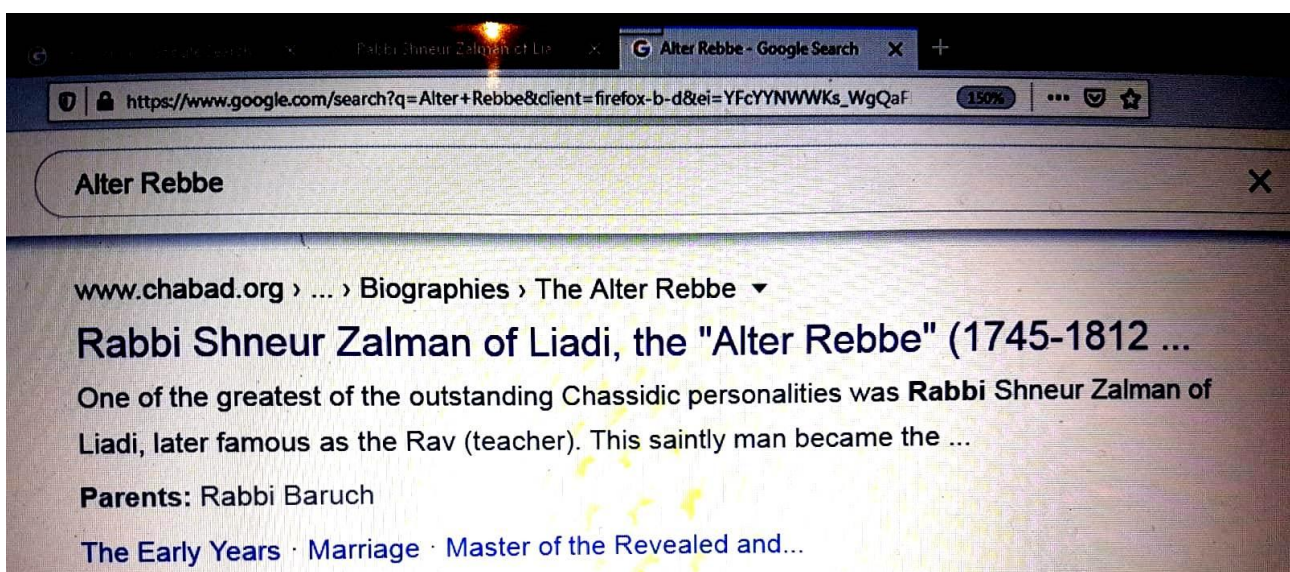 Rabbi Shneur Zalman of Lia
Alter Rebbe - Google Search
https://www.google.com/search?q=Alter+Rebbe&client=firefox-b-d&ei=YFcYYNWWKs_WgQaF
150%
Alter Rebbe
www.chabad.org › ... › Biographies › The Alter Rebbe
Rabbi Shneur Zalman of Liadi, the "Alter Rebbe" (1745-1812 ...
One of the greatest of the outstanding Chassidic personalities was Rabbi Shneur Zalman of
Liadi, later famous as the Rav (teacher). This saintly man became the ...
Parents: Rabbi Baruch
The Early Years · Marriage · Master of the Revealed and...